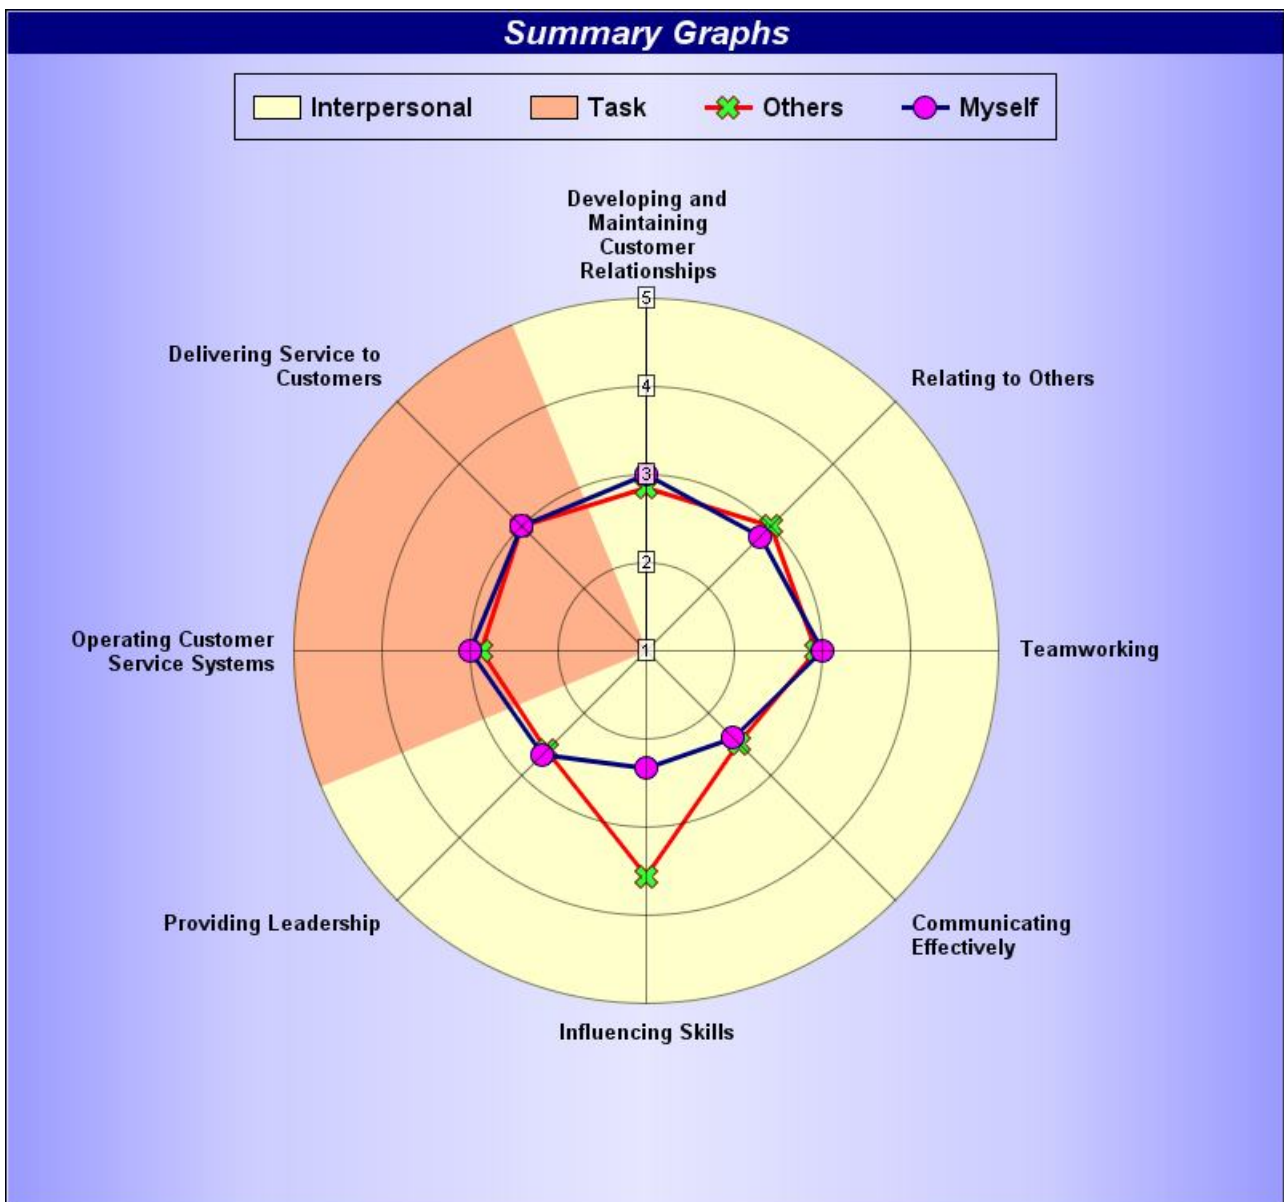 Summary Graphs
Interpersonal Task Others Myself
Developing and
Maintaining
Customer
Relationships
5
Delivering Service to
Customers
Relating to Others
4
3
2
Operating Customer
Service Systems
1
Teamworking
Providing Leadership
Communicating
Effectively
Influencing Skills